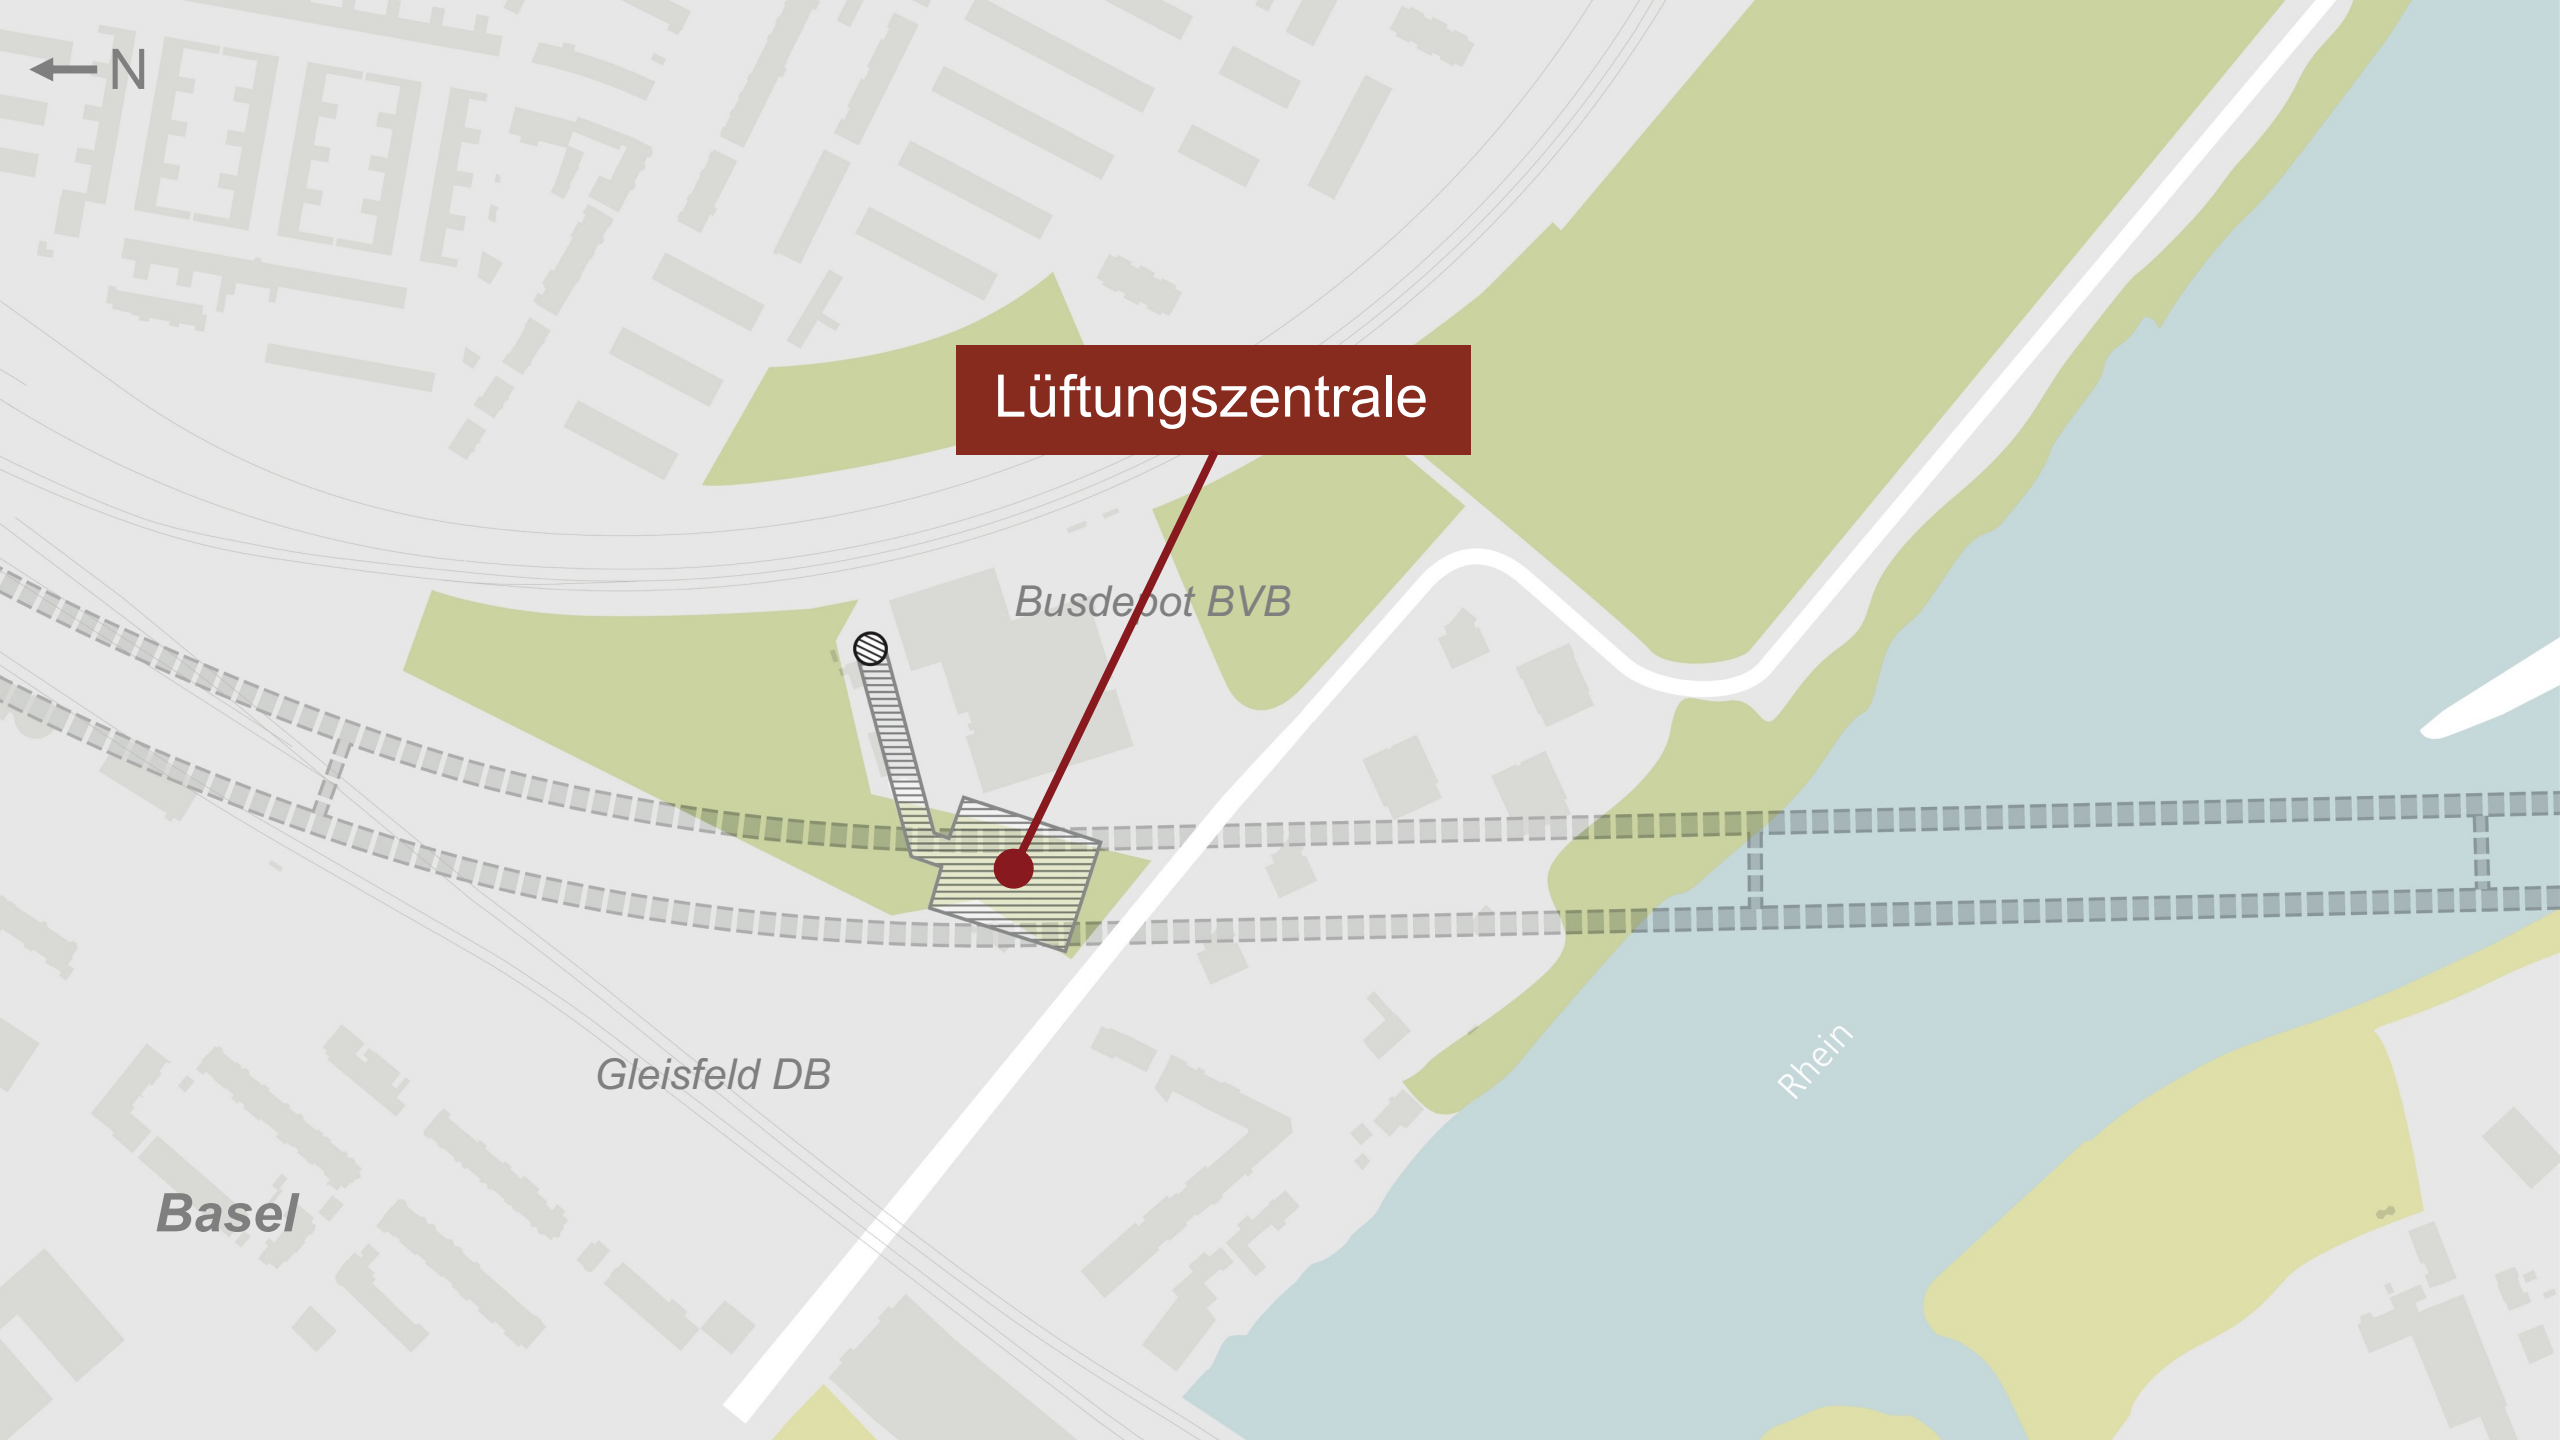 N
Lüftungszentrale
Busdepot BVB
Rhein
Gleisfeld DB
Basel